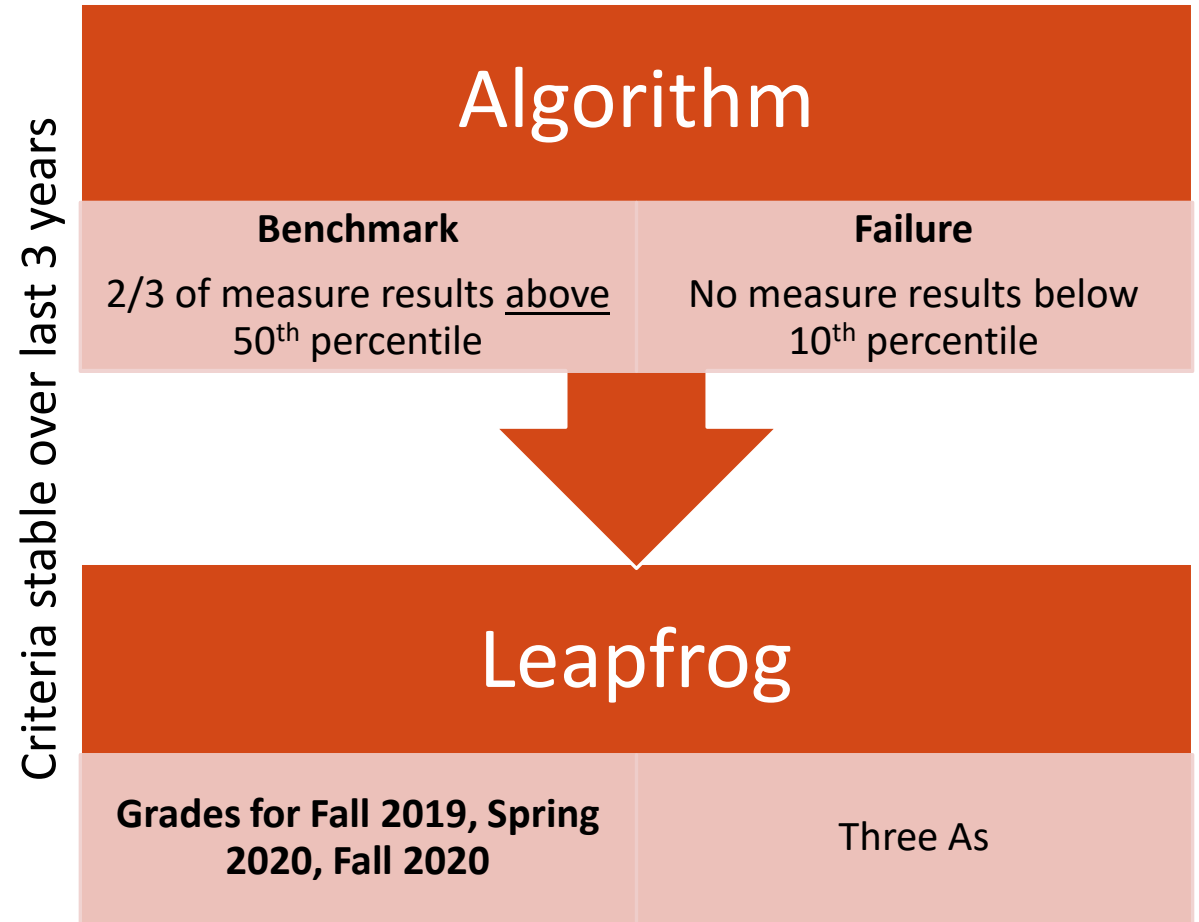 Criteria stable over last 3 years
Algorithm
Benchmark
2/3 of measure results above
50th percentile
Failure
No measure results below
10th percentile
Leapfrog
Grades for Fall 2019, Spring
2020, Fall 2020
Three As